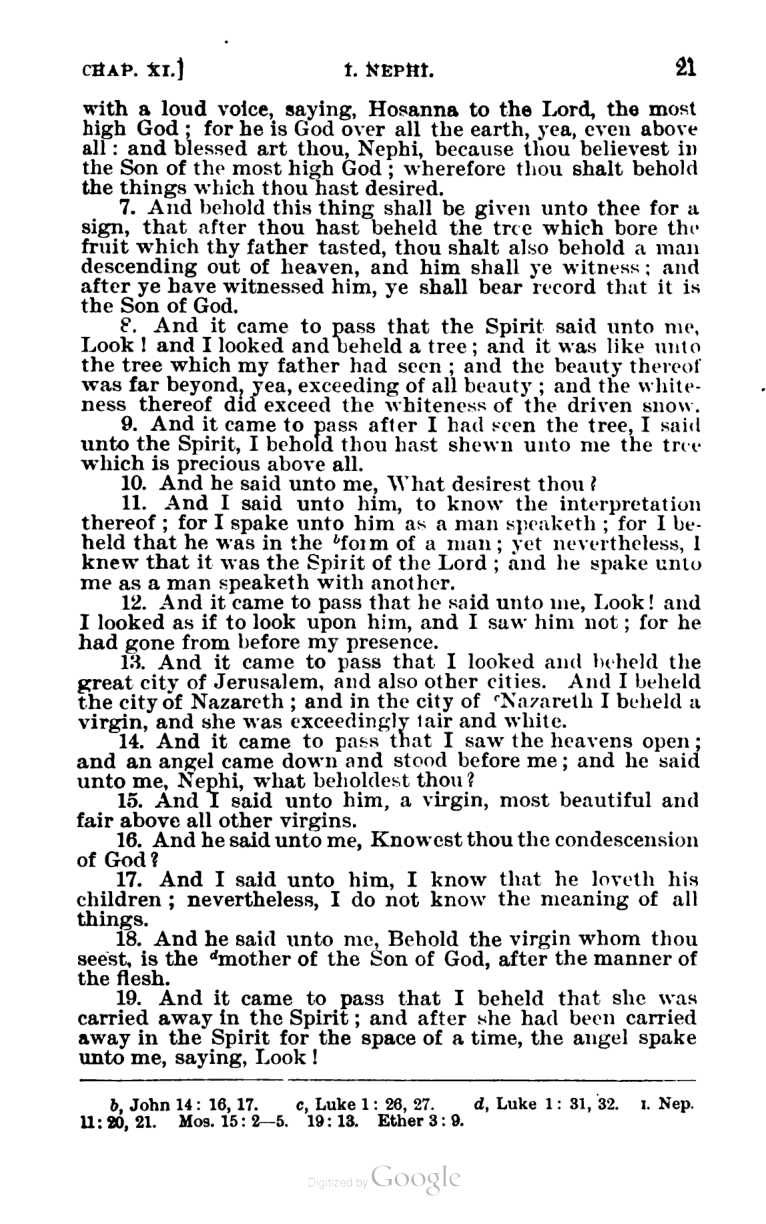 CHAP. XI.] I. NEPHI. 21
with a loud voice, saying, Hosanna to the Lord, the most
high God ; for he is God over all the earth, yea, even above
all : and blessed art thou, Nephi, because thou believest in
the Son of the most high God ; wherefore thou shalt behold
the things which thou hast desired.
7. And behold this thing shall be given unto thee for a
sign, that after thou hast beheld the tree which bore the
fruit which thy father tasted, thou shalt also behold a man
descending out of heaven, and him shall ye witness ; and
after ye have witnessed him, ye shall bear record that it is
the Son of God.
8. And it came to pass that the Spirit said unto me,
Look ! and I looked and beheld a tree ; and it was like unto
the tree which my father had seen ; and the beauty thereof
was far beyond, yea, exceeding of all beauty ; and the white-
ness thereof did exceed the whiteness of the driven snow.
9. And it came to pass after I had seen the tree, I said
unto the Spirit, I behold thou hast shewn unto me the tree
which is precious above all.
10. And he said unto me, What desirest thou ?
11. And I said unto him, to know the interpretation
thereof ; for I spake unto him as a man speaketh ; for I be-
held that he was in the bform of a man ; yet nevertheless, I
knew that it was the Spirit of the Lord ; and he spake unto
me as a man speaketh with another.
12. And it came to pass that he said unto me, Look! and
I looked as if to look upon him, and I saw him not ; for he
had gone from before my presence.
13. And it came to pass that I looked and beheld the
great city of Jerusalem, and also other cities. And I beheld
the city of Nazareth ; and in the city of cNazareth I beheld a
virgin, and she was exceedingly fair and white.
14. And it came to pass that I saw the heavens open ;
and an angel came down and stood before me ; and he said
unto me, Nephi, what beholdest thou ?
15. And I said unto him, a virgin, most beautiful and
fair above all other virgins.
16. And he said unto me, Knowest thou the condescension
of God ?
17. And I said unto him, I know that he loveth his
children ; nevertheless, I do not know the meaning of all
things.
18. And he said unto me, Behold the virgin whom thou
seest, is the dmother of the Son of God, after the manner of
the flesh.
19. And it came to pass that I beheld that she was
carried away in the Spirit ; and after she had been carried
away in the Spirit for the space of a time, the angel spake
unto me, saying, Look !
b, John 14 : 16, 17. c, Luke 1 : 26, 27. d, Luke 1 : 31, 32. I. Nep.
11: 20, 21. Mos. 15 : 2—5. 19 : 13. Ether 3 : 9.
Digitized by Google